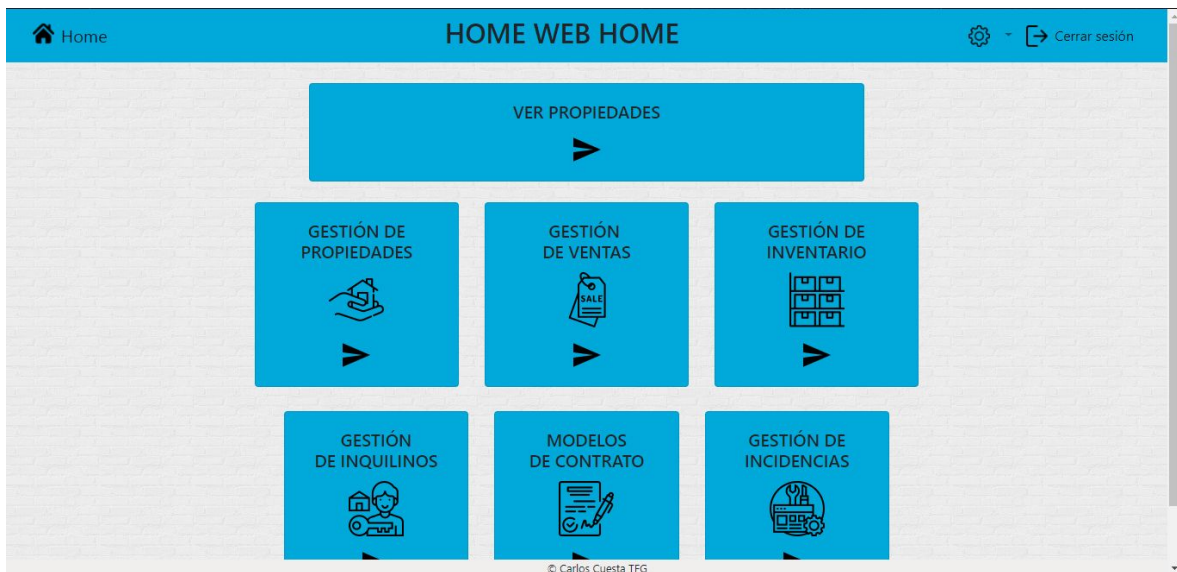 Home
HOME WEB HOME
Cerrar sesión
VER PROPIEDADES
GESTIÓN DE
PROPIEDADES
GESTIÓN
DE VENTAS
SALE
GESTIÓN DE
INVENTARIO
GESTIÓN
DE INQUILINOS
MODELOS
DE CONTRATO
GESTIÓN DE
INCIDENCIAS
© Carlos Cuesta TFG